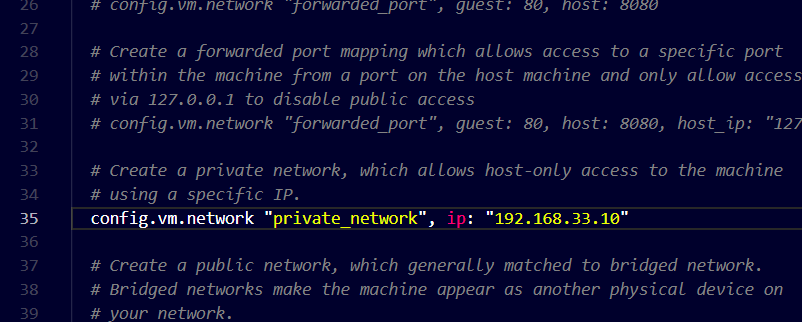 26 # config.vm.network "forwarded_port", guest: 80, host: 8080
27
28 # Create a forwarded port mapping which allows access to a specific port
29 # within the machine from a port on the host machine and only allow access
30 # via 127.0.0.1 to disable public access
31 # config.vm.network "forwarded_port", guest: 80, host: 8080, host_ip: "127
32
33 # Create a private network, which allows host-only access to the machine
34 # using a specific IP.
35 config.vm.network "private_network", ip: "192.168.33.10"
36
37 # Create a public network, which generally matched to bridged network.
38 # Bridged networks make the machine appear as another physical device on
39 # your network.